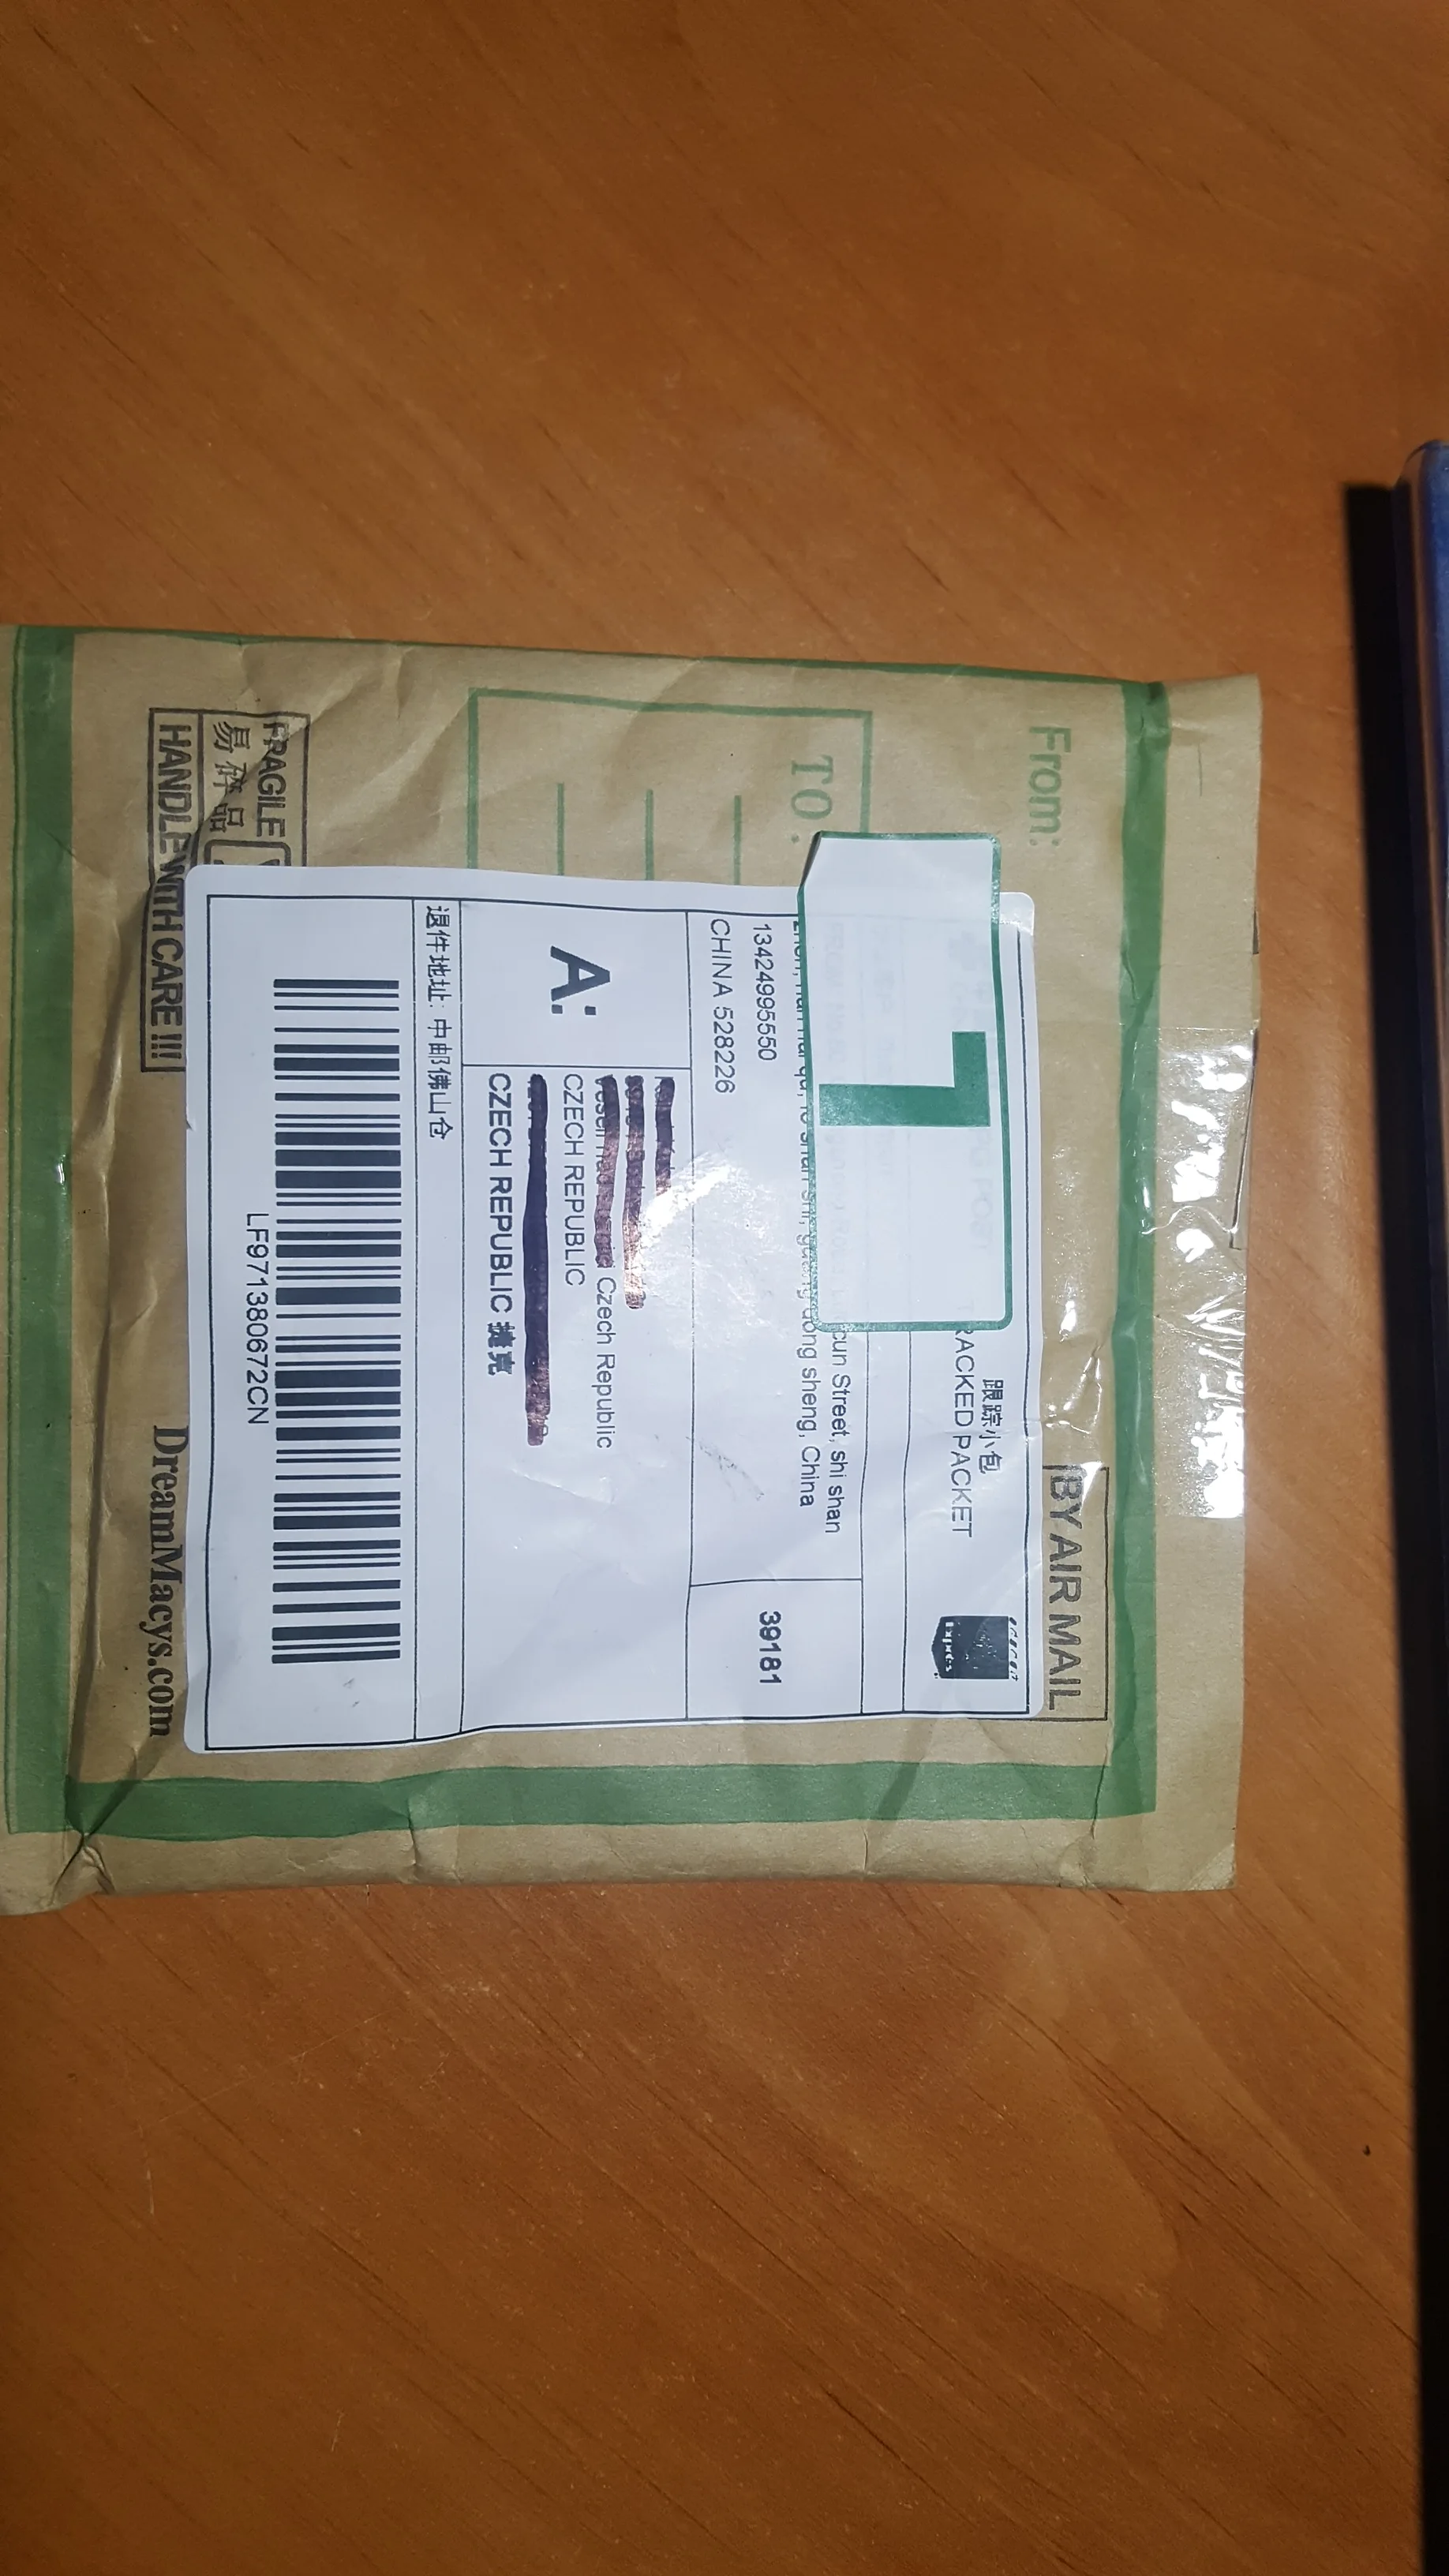 From:
BY AIR MAIL
跟踪小包
RACKED PACKET
TO:
L
cun Street, shi shan
dong sheng, China
13424995550
CHINA 528226
39181
A:
Czech Republic
CZECH REPUBLIC
CZECH REPUBLIC 捷克
退件地址: 中邮佛山仓
LF971380672CN
FRAGILE
易碎品
HANDLE WITH CARE !!!
DreamMacys.com